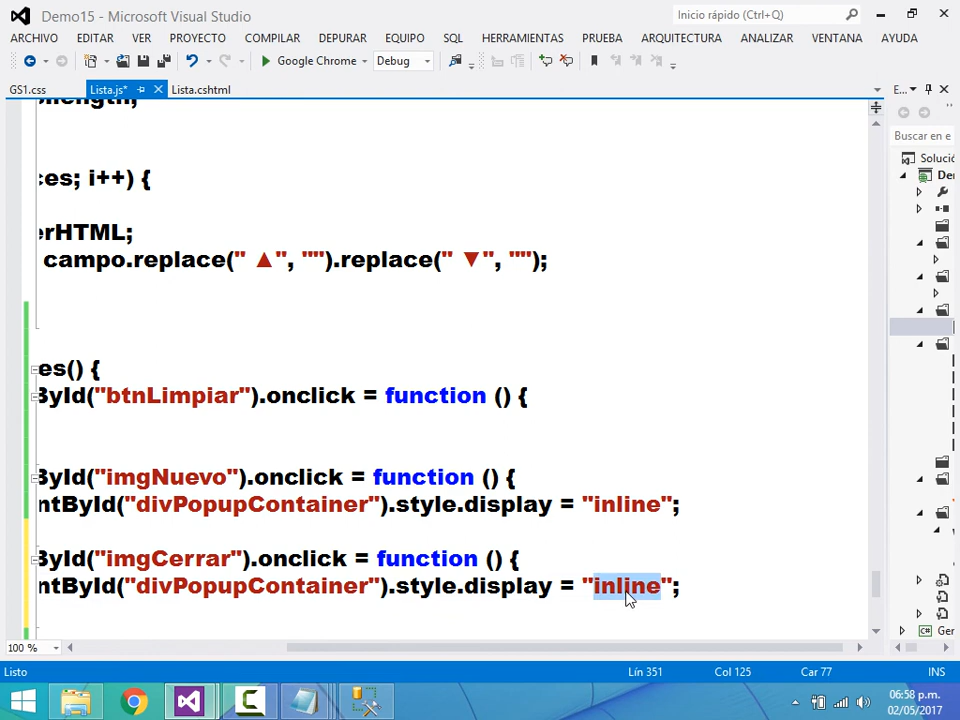 Demo15 - Microsoft Visual Studio
Inicio rápido (Ctrl+Q)
ARCHIVO EDITAR VER PROYECTO COMPILAR DEPURAR EQUIPO SQL HERRAMIENTAS PRUEBA ARQUITECTURA ANALIZAR VENTANA AYUDA
Google Chrome Debug
GS1.css Lista.js* Lista.cshtml
E...
Buscar en e
Solució
De
ces; i++) {
erHTML;
campo.replace(" ▲", "").replace(" ▼", "");
es() {
ById("btnLimpiar").onclick = function () {
ById("imgNuevo").onclick = function () {
ntById("divPopupContainer").style.display = "inline";
ById("imgCerrar").onclick = function () {
ntById("divPopupContainer").style.display = "inline";
C# Ger
100 %
Listo Lín 351 Col 125 Car 77 INS
06:58 p.m.
02/05/2017